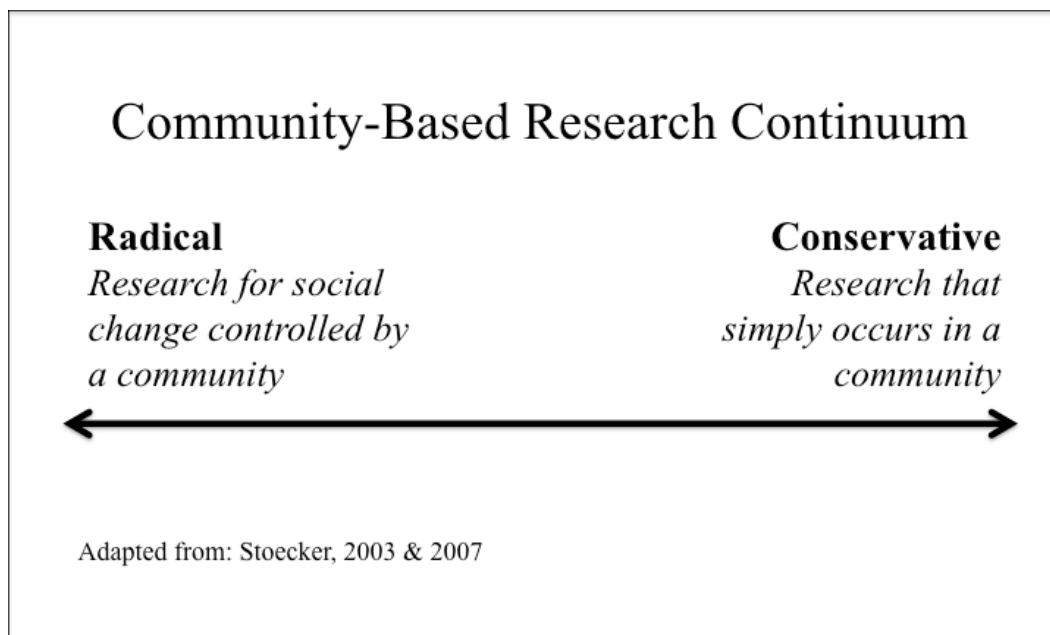 Community-Based Research Continuum
Radical
Research for social
change controlled by
a community
Conservative
Research that
simply occurs in a
community
Adapted from: Stoecker, 2003 & 2007